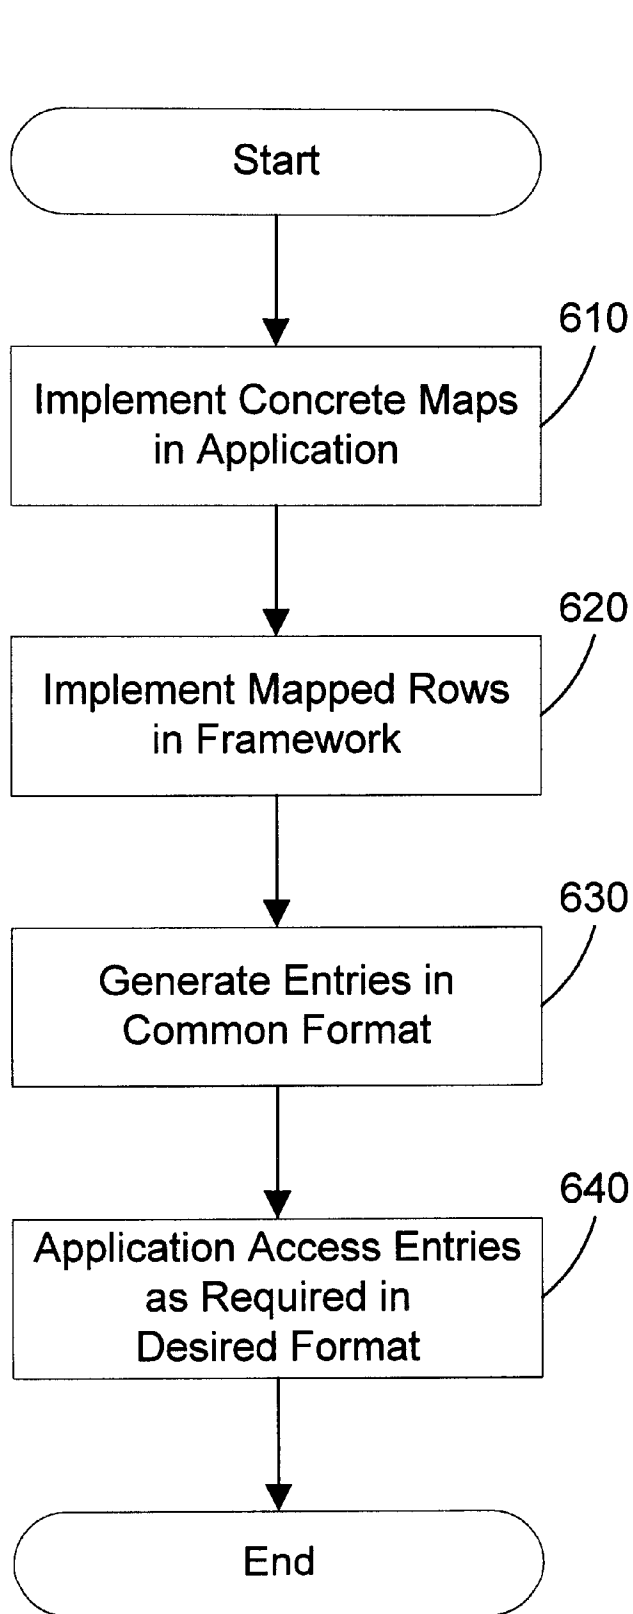 Start
610
Implement Concrete Maps
in Application
620
Implement Mapped Rows
in Framework
630
Generate Entries in
Common Format
640
Application Access Entries
as Required in
Desired Format
End